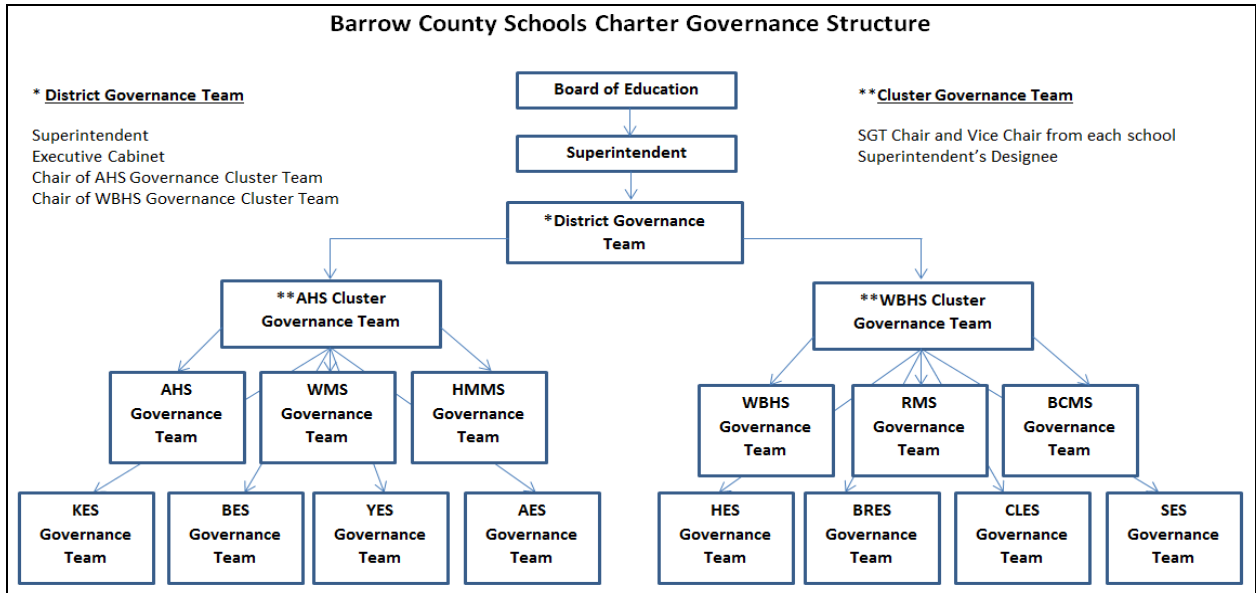 Barrow County Schools Charter Governance Structure
* District Governance Team
Superintendent
Executive Cabinet
Chair of AHS Governance Cluster Team
Chair of WBHS Governance Cluster Team
Board of Education
Superintendent
*District Governance
Team
**Cluster Governance Team
SGT Chair and Vice Chair from each school
Superintendent's Designee
**AHS Cluster
Governance Team
**WBHS Cluster
Governance Team
AHS
Governance
Team
WMS
Governance
Team
HMMS
Governance
Team
WBHS
Governance
Team
RMS
Governance
Team
BCMS
Governance
Team
KES
Governance
Team
BES
Governance
Team
YES
Governance
Team
AES
Governance
Team
HES
Governance
Team
BRES
Governance
Team
CLES
Governance
Team
SES
Governance
Team